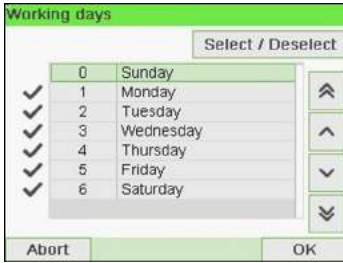 Working days
Select / Deselect
0 Sunday
1 Monday
2 Tuesday
3 Wednesday
4 Thursday
5 Friday
6 Saturday
Abort OK